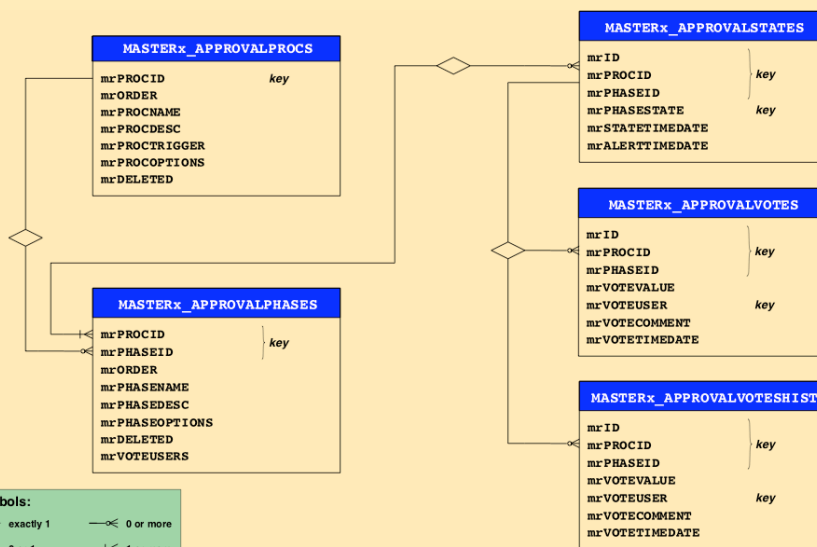 MASTERx_APPROVALPROCS
mrPROCID key
mrORDER
mrPROCNAME
mrPROCDESC
mrPROCTRIGGER
mrPROCOPTIONS
mrDELETED
MASTERx_APPROVALPHASES
mrPROCID
mrPHASEID
key
mrORDER
mrPHASENAME
mrPHASEDESC
mrPHASEOPTIONS
mrDELETED
mrVOTEUSERS
MASTERx_APPROVALSTATES
mrID
mrPROCID key
mrPHASEID
mrPHASESTATE key
mrSTATETIMEDATE
mrALERTTIMEDATE
MASTERx_APPROVALVOTES
mrID
mrPROCID key
mrPHASEID
mrVOTEVALUE
mrVOTEUSER key
mrVOTECOMMENT
mrVOTETIMEDATE
MASTERx_APPROVALVOTESHIST
mrID
mrPROCID key
mrPHASEID
mrVOTEVALUE
mrVOTEUSER key
mrVOTECOMMENT
mrVOTETIMEDATE
bols:
exactly 1 0 or more